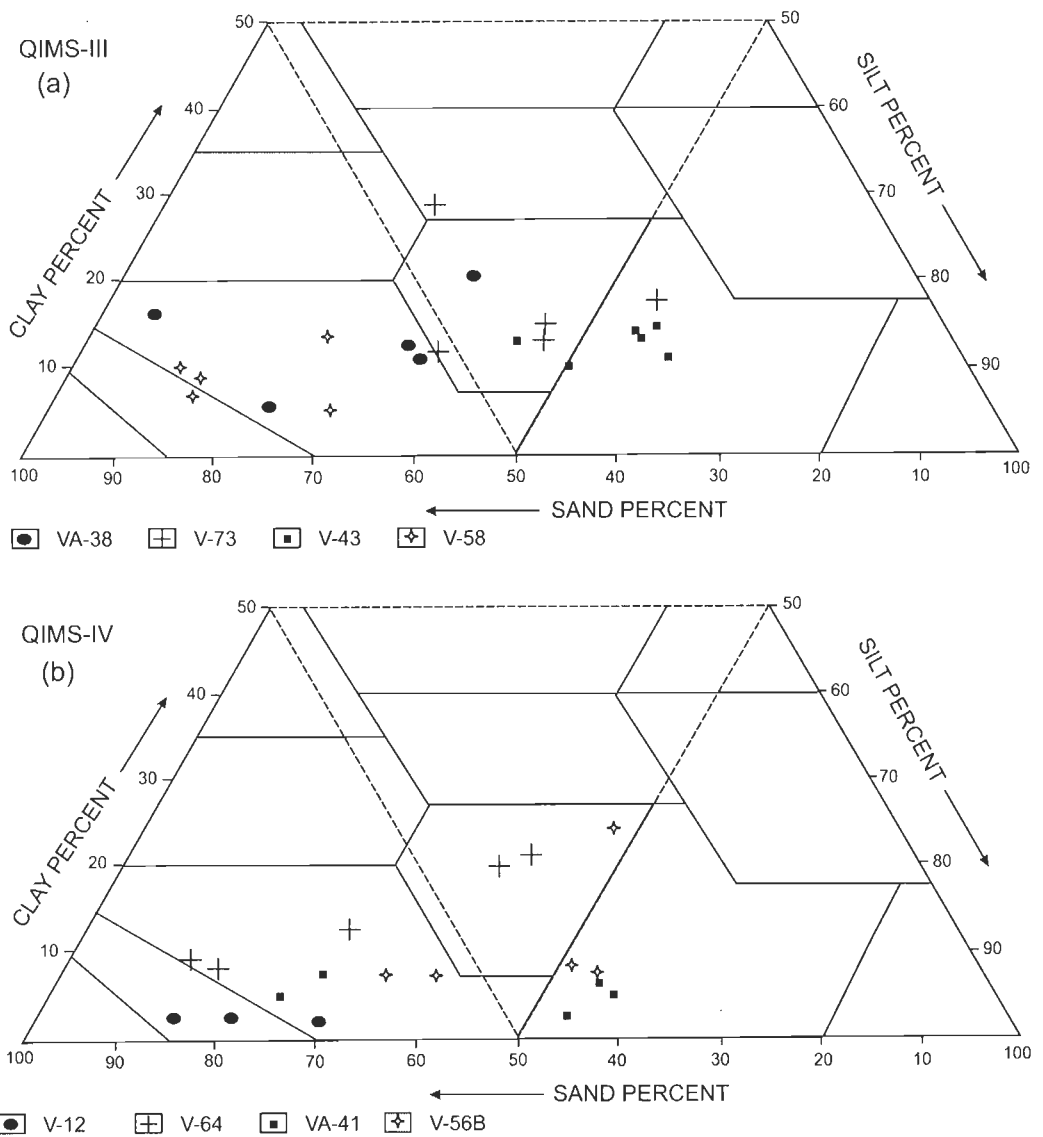 QIMS-III
(a)
50
50
40
60
30
70
20
80
10
90
CLAY PERCENT
SILT PERCENT
100 90 80 70 60 50 40 30 20 10 100
SAND PERCENT
VA-38 V-73 V-43 V-58
QIMS-IV
(b)
50
50
40
60
30
70
20
80
10
90
CLAY PERCENT
SILT PERCENT
100 90 80 70 60 50 40 30 20 10 100
SAND PERCENT
V-12 V-64 VA-41 V-56B